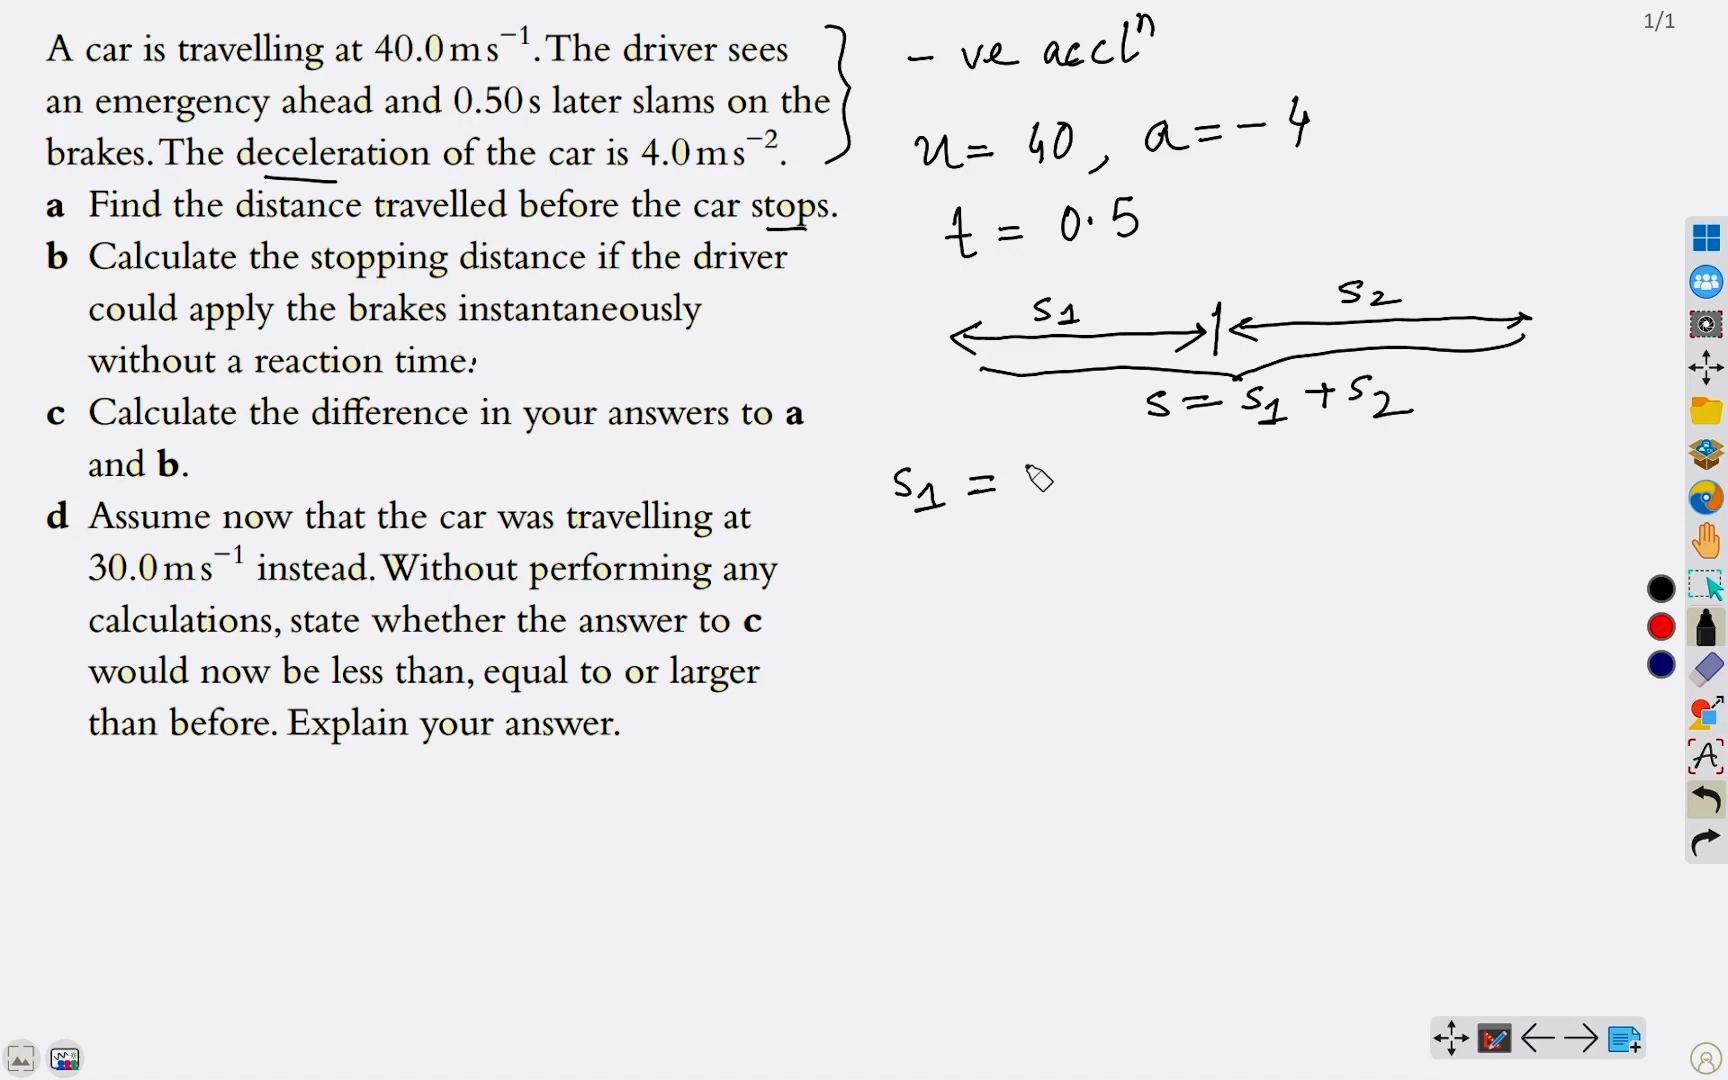 1/1
A car is travelling at 40.0 m s⁻¹. The driver sees
an emergency ahead and 0.50 s later slams on the
brakes. The deceleration of the car is 4.0 m s⁻².
a Find the distance travelled before the car stops.
b Calculate the stopping distance if the driver
could apply the brakes instantaneously
without a reaction time.
c Calculate the difference in your answers to a
and b.
d Assume now that the car was travelling at
30.0 m s⁻¹ instead. Without performing any
calculations, state whether the answer to c
would now be less than, equal to or larger
than before. Explain your answer.
- ve acclⁿ
u = 40 , a = - 4
t = 0.5
s₁ s₂
s = s₁ + s₂
s₁ =